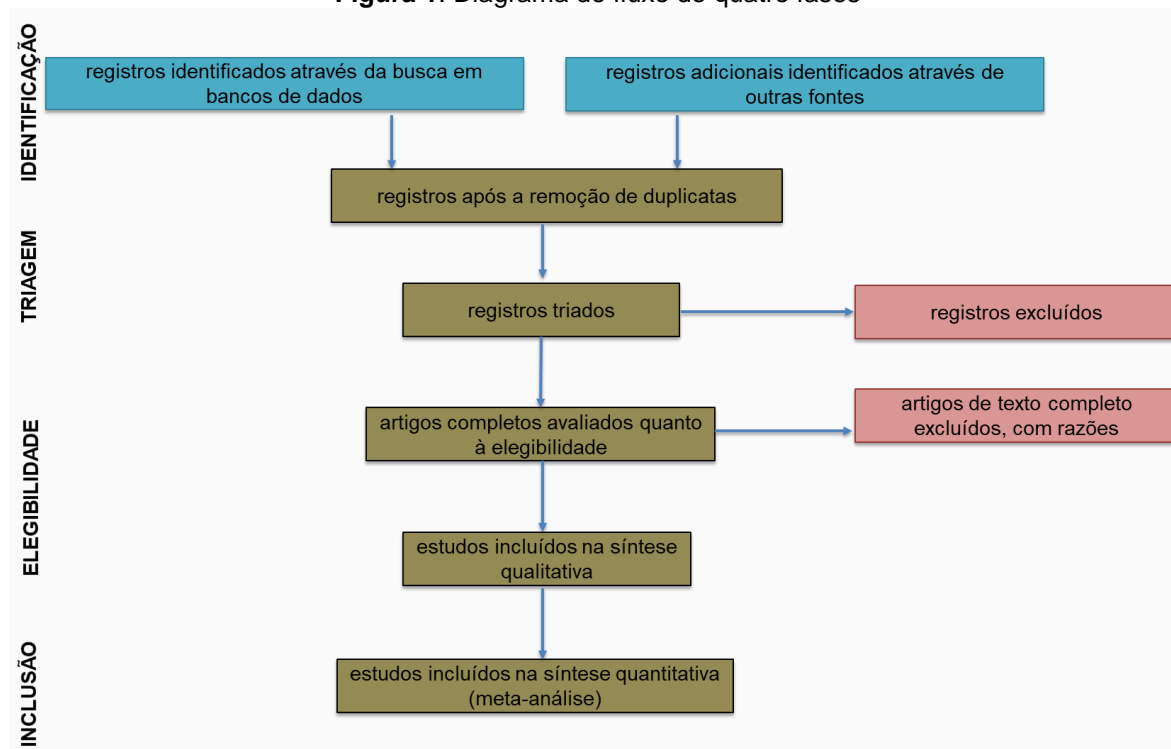 Figura 1. Diagrama de fluxo de quatro fases
IDENTIFICAÇÃO
registros identificados através da busca em
bancos de dados
registros adicionais identificados através de
outras fontes
registros após a remoção de duplicatas
TRIAGEM
registros triados
registros excluídos
ELEGIBILIDADE
artigos completos avaliados quanto
à elegibilidade
artigos de texto completo
excluídos, com razões
estudos incluídos na síntese
qualitativa
INCLUSÃO
estudos incluídos na síntese quantitativa
(meta-análise)